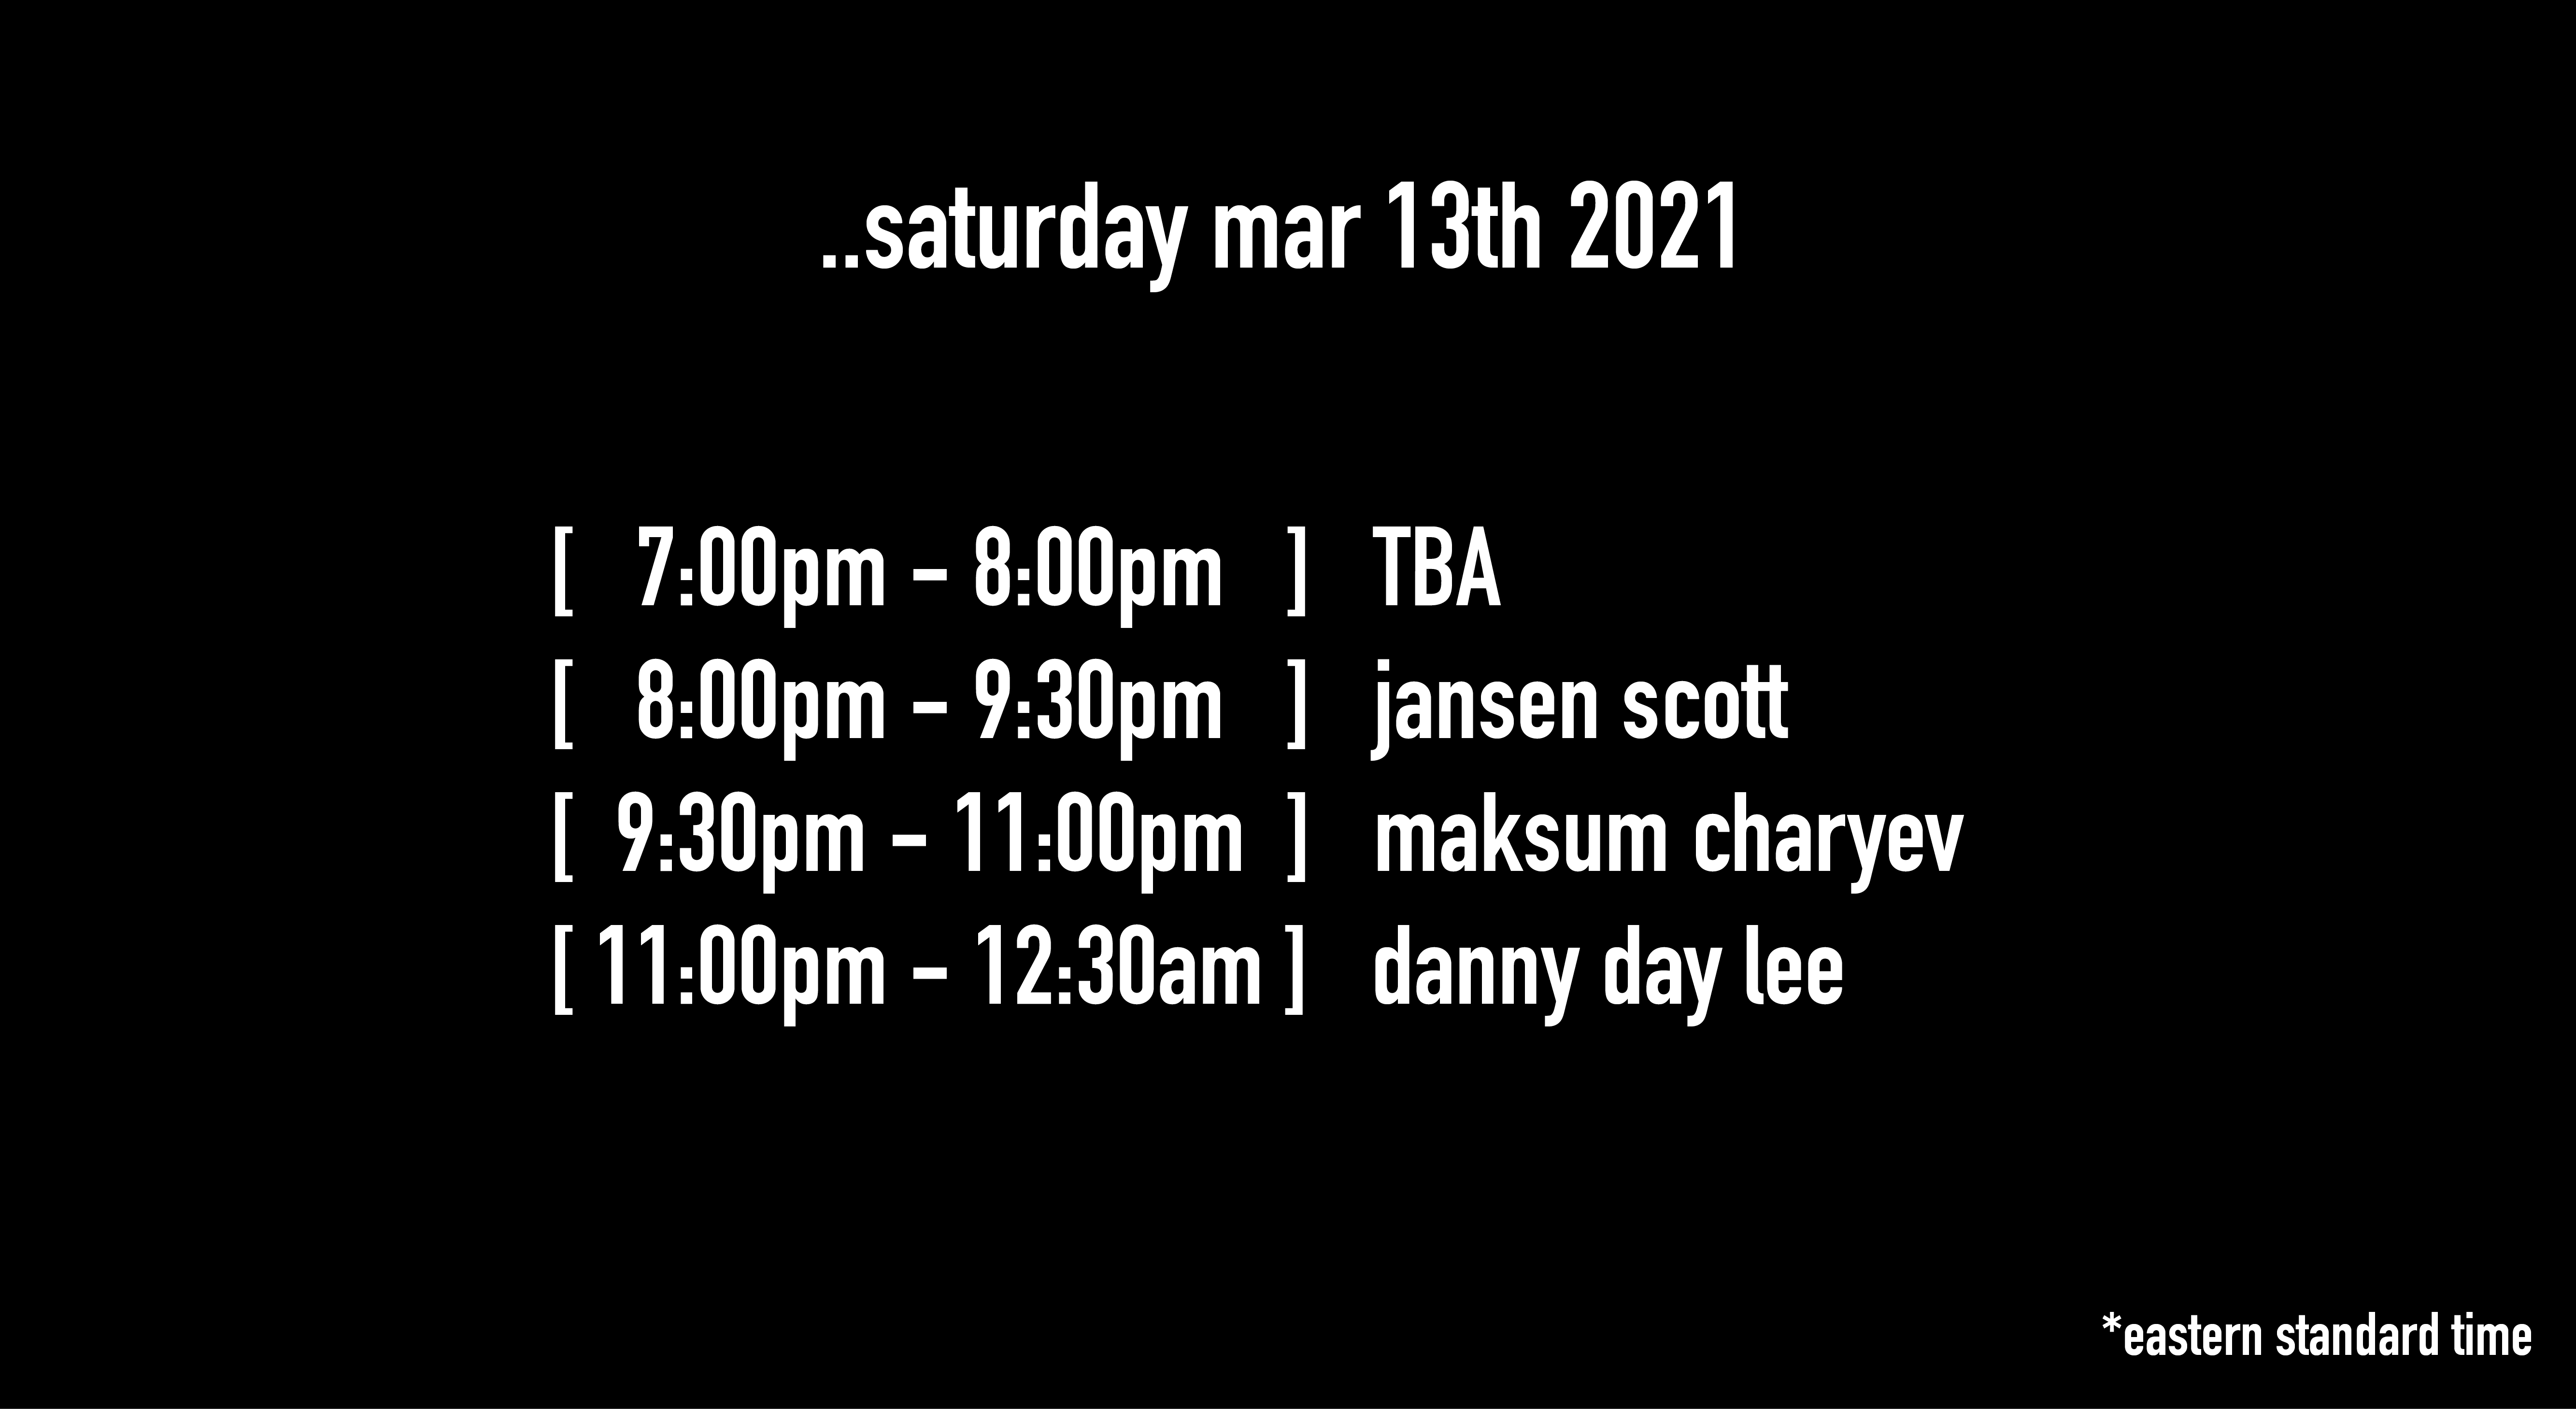 ..saturday mar 13th 2021
[ 7:00pm – 8:00pm ] TBA
[ 8:00pm – 9:30pm ] jansen scott
[ 9:30pm – 11:00pm ] maksum charyev
[ 11:00pm – 12:30am ] danny day lee
*eastern standard time